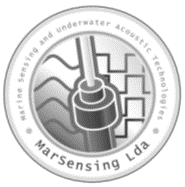 Marine Sensing and Underwater Acoustic Technologies
MarSensing Lda